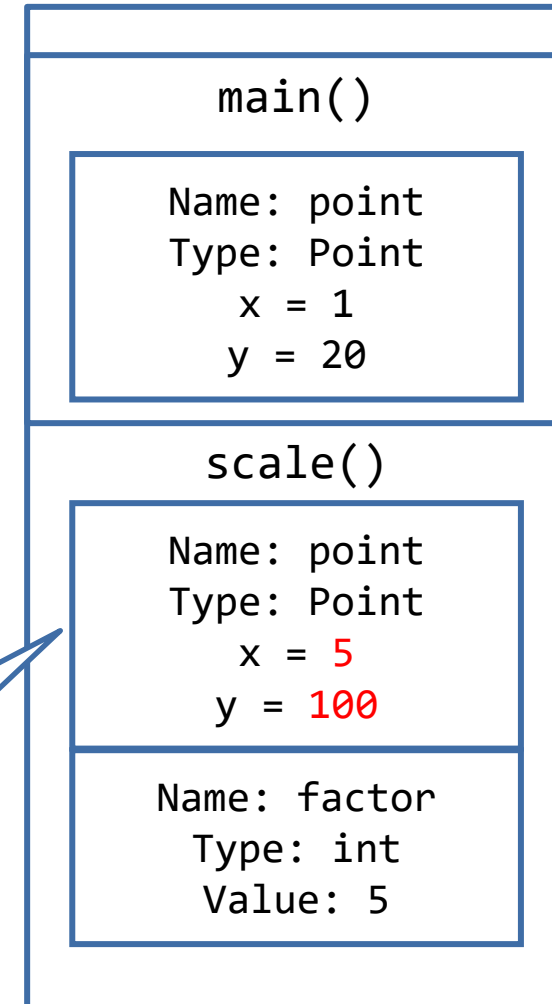 main()
Name: point
Type: Point
x = 1
y = 20
scale()
Name: point
Type: Point
x = 5
y = 100
Name: factor
Type: int
Value: 5